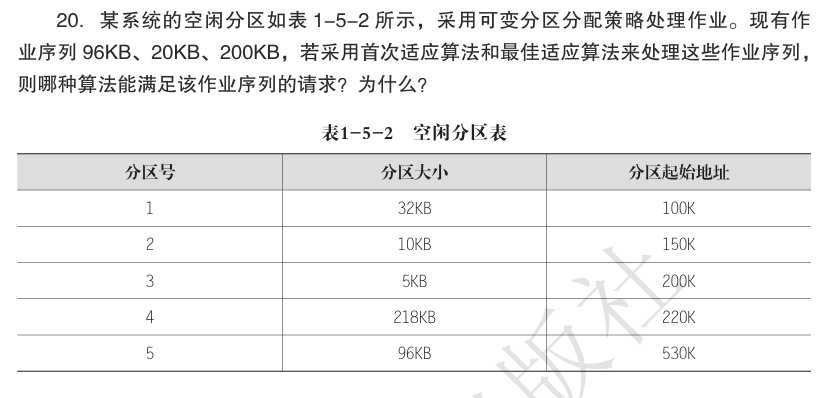 20. 某系统的空闲分区如表 1-5-2 所示，采用可变分区分配策略处理作业。现有作
业序列 96KB、20KB、200KB，若采用首次适应算法和最佳适应算法来处理这些作业序列，
则哪种算法能满足该作业序列的请求？为什么？
表1-5-2 空闲分区表
分区号 分区大小 分区起始地址
1 32KB 100K
2 10KB 150K
3 5KB 200K
4 218KB 220K
5 96KB 530K
版社